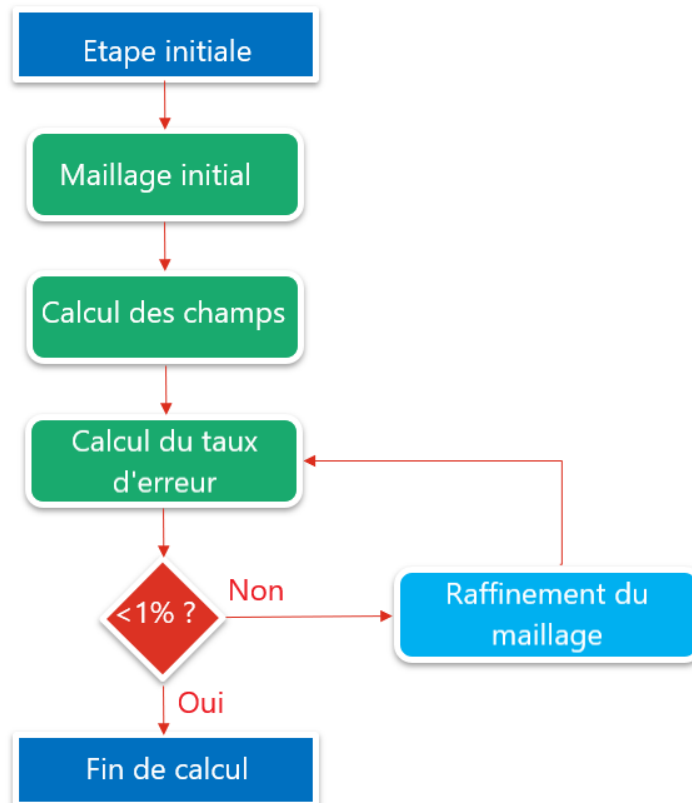 Etape initiale
Maillage initial
Calcul des champs
Calcul du taux
d'erreur
<1% ?
Non
Raffinement du
maillage
Oui
Fin de calcul